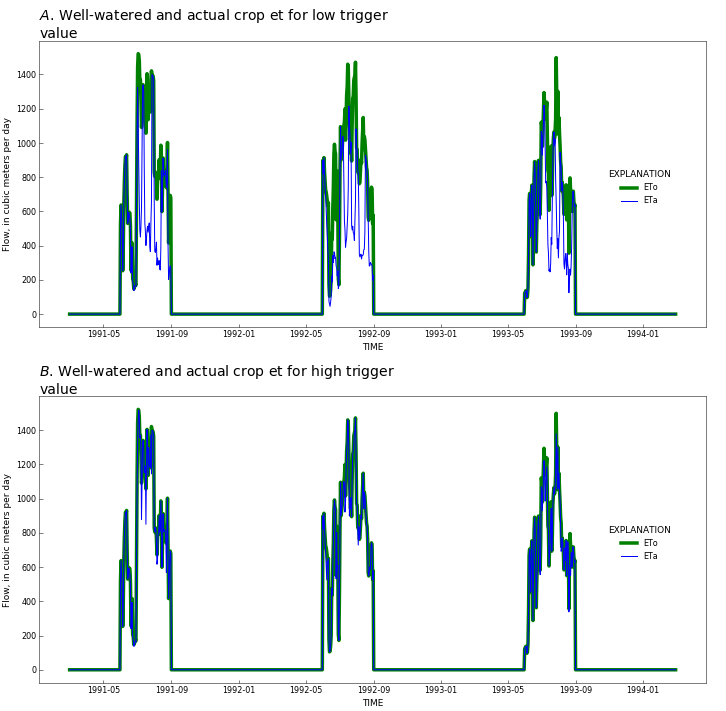 A. Well-watered and actual crop et for low trigger
value
1400
1200
1000
800
600
400
200
0
Flow, in cubic meters per day
EXPLANATION
ETo
ETa
1991-05 1991-09 1992-01 1992-05 1992-09 1993-01 1993-05 1993-09 1994-01
TIME
B. Well-watered and actual crop et for high trigger
value
1400
1200
1000
800
600
400
200
0
Flow, in cubic meters per day
EXPLANATION
ETo
ETa
1991-05 1991-09 1992-01 1992-05 1992-09 1993-01 1993-05 1993-09 1994-01
TIME